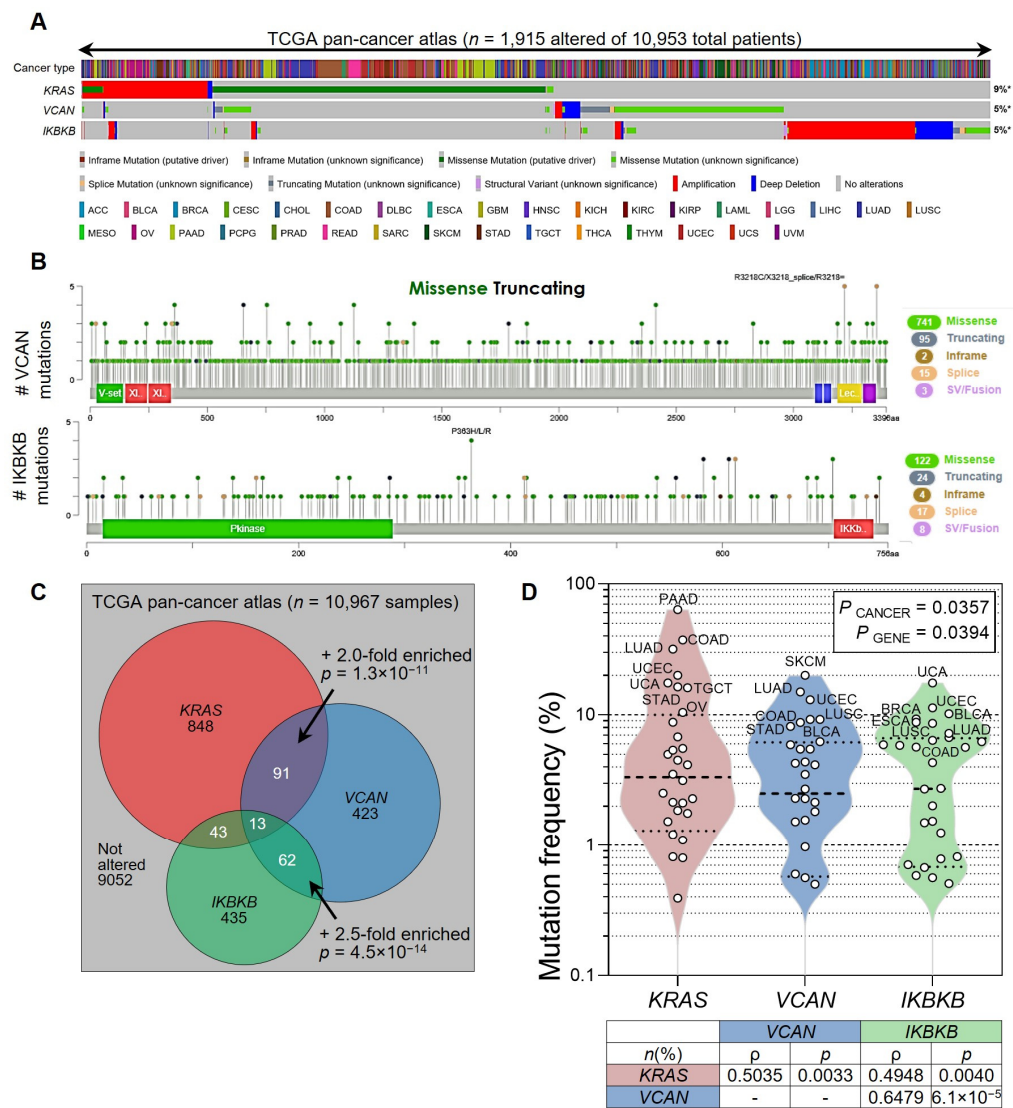 A
TCGA pan-cancer atlas (n = 1,915 altered of 10,953 total patients)
Cancer type
KRAS 9%*
VCAN 5%*
IKBKB 5%*
Inframe Mutation (putative driver) Inframe Mutation (unknown significance) Missense Mutation (putative driver) Missense Mutation (unknown significance)
Splice Mutation (unknown significance) Truncating Mutation (unknown significance) Structural Variant (unknown significance) Amplification Deep Deletion No alterations
ACC BLCA BRCA CESC CHOL COAD DLBC ESCA GBM HNSC KICH KIRC KIRP LAML LGG LIHC LUAD LUSC
MESO OV PAAD PCPG PRAD READ SARC SKCM STAD TGCT THCA THYM UCEC UCS UVM
B
Missense Truncating
R3218C/X3218_splice/R3218=
# VCAN mutations
5
0
V-set XI... XI... Lec...
0 500 1000 1500 2000 2500 3000 3396aa
741 Missense
95 Truncating
2 Inframe
15 Splice
3 SV/Fusion
# IKBKB mutations
P363H/L/R
5
0
Pkinase IKKb...
0 200 400 600 756aa
122 Missense
24 Truncating
4 Inframe
17 Splice
8 SV/Fusion
C
TCGA pan-cancer atlas (n = 10,967 samples)
+ 2.0-fold enriched
p = 1.3×10⁻¹¹
KRAS
848
91
VCAN
423
43
13
62
Not altered
9052
IKBKB
435
+ 2.5-fold enriched
p = 4.5×10⁻¹⁴
D
Mutation frequency (%)
100
10
1
0.1
P CANCER = 0.0357
P GENE = 0.0394
PAAD
LUAD COAD
UCEC
UCA TGCT
STAD OV
SKCM
LUAD
UCEC
COAD LUSC
STAD BLCA
UCA
UCEC
BRCA BLCA
ESCA
LUSC LUAD
COAD
KRAS VCAN IKBKB
VCAN IKBKB
n(%) ρ p ρ p
KRAS 0.5035 0.0033 0.4948 0.0040
VCAN - - 0.6479 6.1×10⁻⁵